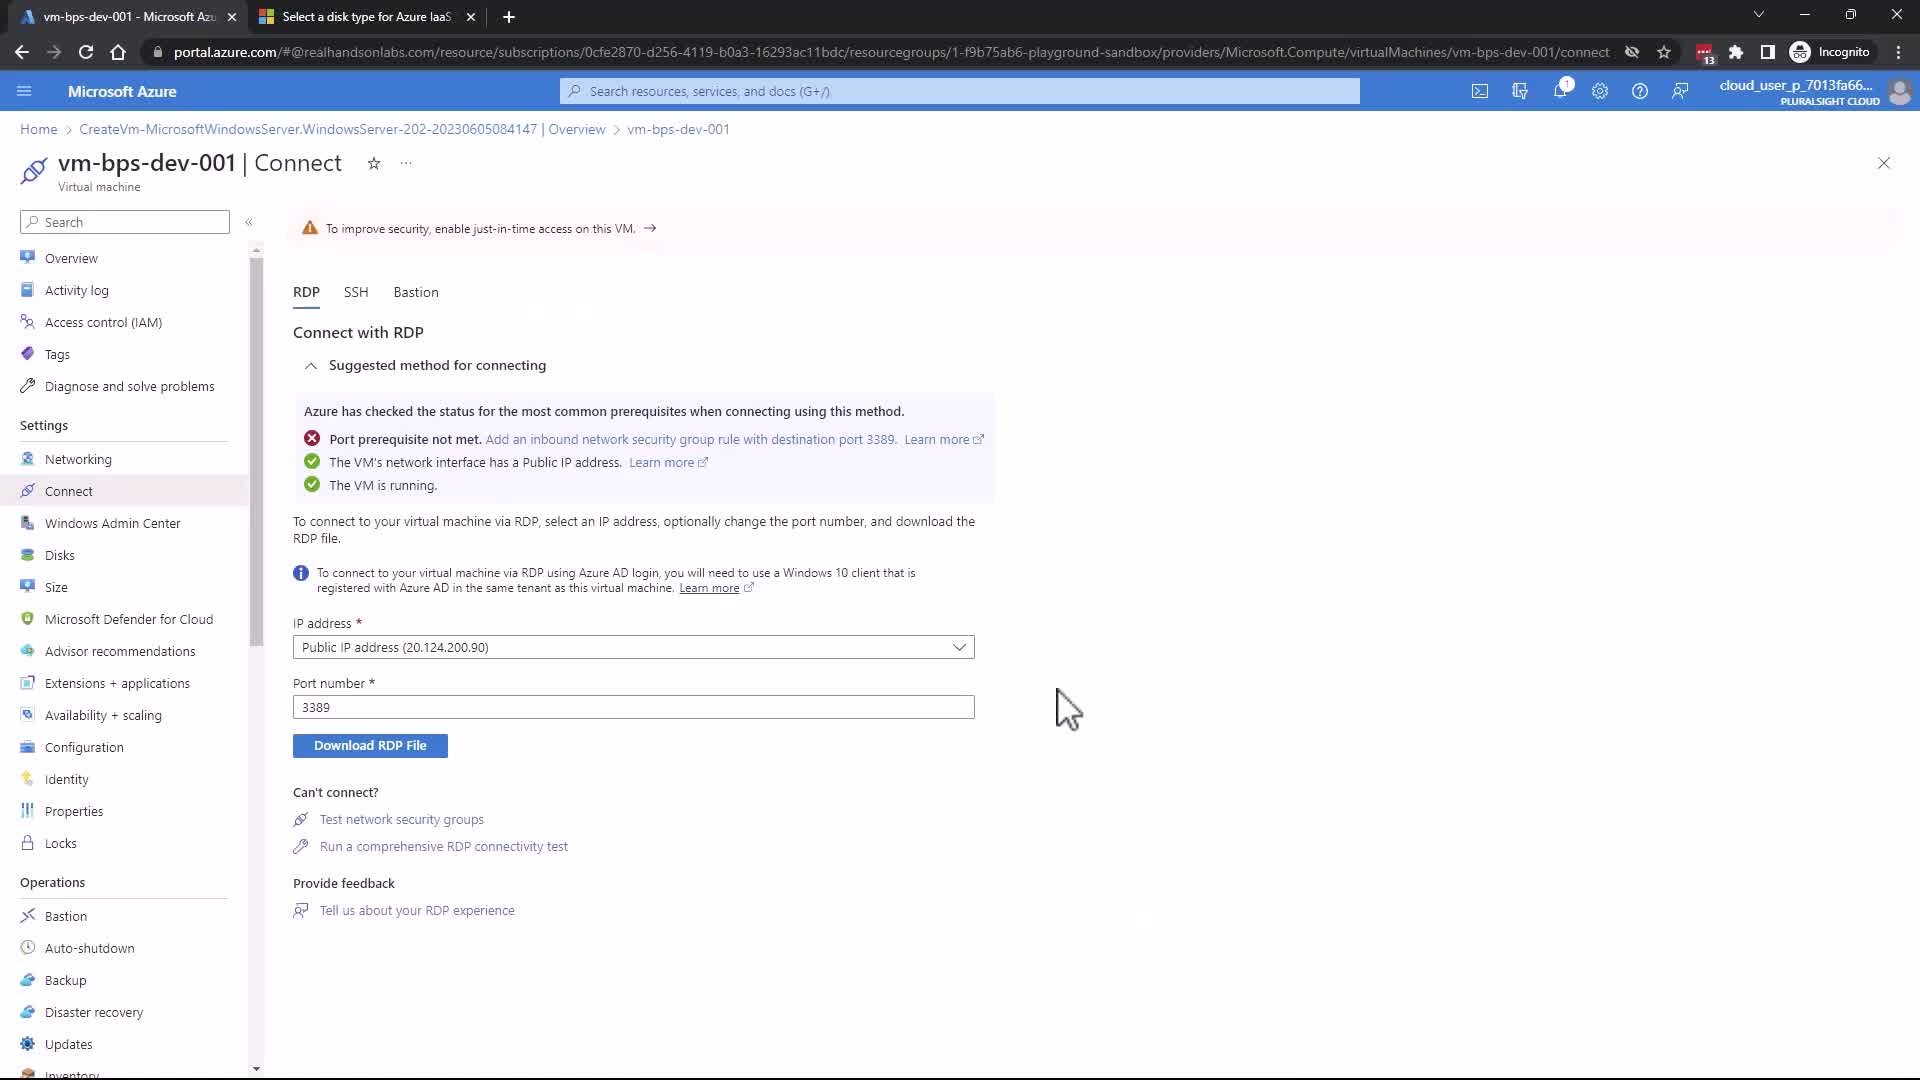 vm-bps-dev-001 - Microsoft Azu
Select a disk type for Azure IaaS
portal.azure.com/#@realhandsonlabs.com/resource/subscriptions/0cfe2870-d256-4119-b0a3-16293ac11bdc/resourcegroups/1-f9b75ab6-playground-sandbox/providers/Microsoft.Compute/virtualMachines/vm-bps-dev-001/connect
13
Incognito
Microsoft Azure
Search resources, services, and docs (G+/)
1
cloud_user_p_7013fa66...
PLURALSIGHT CLOUD
Home > CreateVm-MicrosoftWindowsServer.WindowsServer-202-20230605084147 | Overview > vm-bps-dev-001
vm-bps-dev-001 | Connect
Virtual machine
Search
Overview
Activity log
Access control (IAM)
Tags
Diagnose and solve problems
Settings
Networking
Connect
Windows Admin Center
Disks
Size
Microsoft Defender for Cloud
Advisor recommendations
Extensions + applications
Availability + scaling
Configuration
Identity
Properties
Locks
Operations
Bastion
Auto-shutdown
Backup
Disaster recovery
Updates
Inventory
To improve security, enable just-in-time access on this VM. →
RDP SSH Bastion
Connect with RDP
Suggested method for connecting
Azure has checked the status for the most common prerequisites when connecting using this method.
Port prerequisite not met. Add an inbound network security group rule with destination port 3389. Learn more
The VM's network interface has a Public IP address. Learn more
The VM is running.
To connect to your virtual machine via RDP, select an IP address, optionally change the port number, and download the
RDP file.
To connect to your virtual machine via RDP using Azure AD login, you will need to use a Windows 10 client that is
registered with Azure AD in the same tenant as this virtual machine. Learn more
IP address *
Public IP address (20.124.200.90)
Port number *
3389
Download RDP File
Can't connect?
Test network security groups
Run a comprehensive RDP connectivity test
Provide feedback
Tell us about your RDP experience